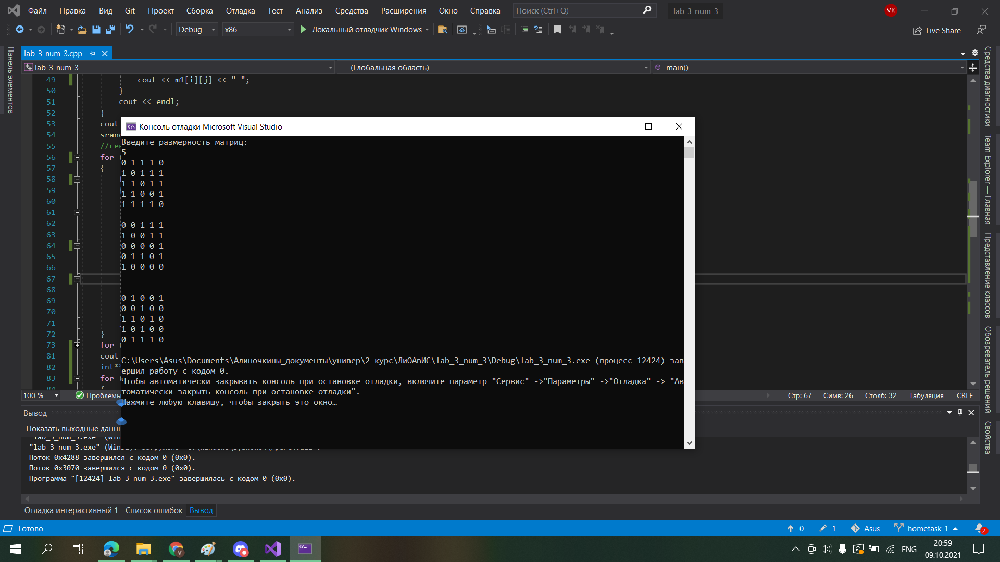 Файл Правка Вид Git Проект Сборка Отладка Тест Анализ Средства Расширения Окно Справка Поиск (Ctrl+Q) lab_3_num_3 VK
Debug x86 Локальный отладчик Windows Live Share
Панель элементов
lab_3_num_3.cpp
lab_3_num_3 (Глобальная область) main()
49 cout << m1[i][j] << " ";
50 }
51 cout << endl;
52 }
53 cout
54 sran
55 //ге
56 for (
57 {
58
59
60
61
62
63
64
65
66
67
68
69
70
71
72 }
73 for (
81 cout
82 int**
83 for (
84 {
Консоль отладки Microsoft Visual Studio
Введите размерность матриц:
5
0 1 1 1 0
1 0 1 1 1
1 1 0 1 1
1 1 0 0 1
1 1 1 1 0
0 0 1 1 1
1 0 0 1 1
0 0 0 0 1
0 1 1 0 1
1 0 0 0 0
0 1 0 0 1
0 0 1 0 0
1 1 0 1 0
1 0 1 0 0
0 1 1 1 0
C:\Users\Asus\Documents\Алиночкины_документы\универ\2 курс\ЛиОАвИС\lab_3_num_3\Debug\lab_3_num_3.exe (процесс 12424) зав
ершил работу с кодом 0.
Чтобы автоматически закрывать консоль при остановке отладки, включите параметр "Сервис" ->"Параметры" ->"Отладка" -> "Ав
томатически закрыть консоль при остановке отладки".
Нажмите любую клавишу, чтобы закрыть это окно…
100 % Проблемы Стр: 67 Симв: 26 Столб: 32 Табуляция CRLF
Вывод
Показать выходные данны
"lab_3_num_3.exe" (Win
"lab_3_num_3.exe" (Win32). Загружено
Поток 0x4288 завершился с кодом 0 (0x0).
Поток 0x3070 завершился с кодом 0 (0x0).
Программа "[12424] lab_3_num_3.exe" завершилась с кодом 0 (0x0).
Отладка интерактивный 1 Список ошибок Вывод
Средства диагностики
Team Explorer — Главная
Представление классов
Обозреватель решений
Свойства
Готово 0 1 Asus hometask_1 2
ENG 20:59
09.10.2021